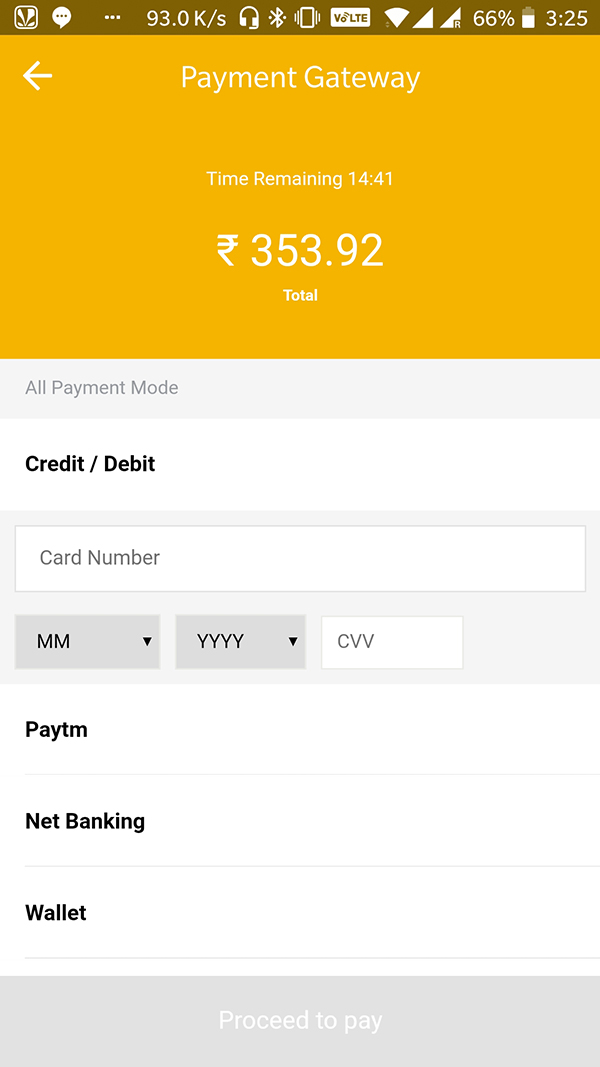 93.0 K/s VoLTE R 66% 3:25
Payment Gateway
Time Remaining 14:41
₹ 353.92
Total
All Payment Mode
Credit / Debit
Card Number
MM YYYY CVV
Paytm
Net Banking
Wallet
Proceed to pay